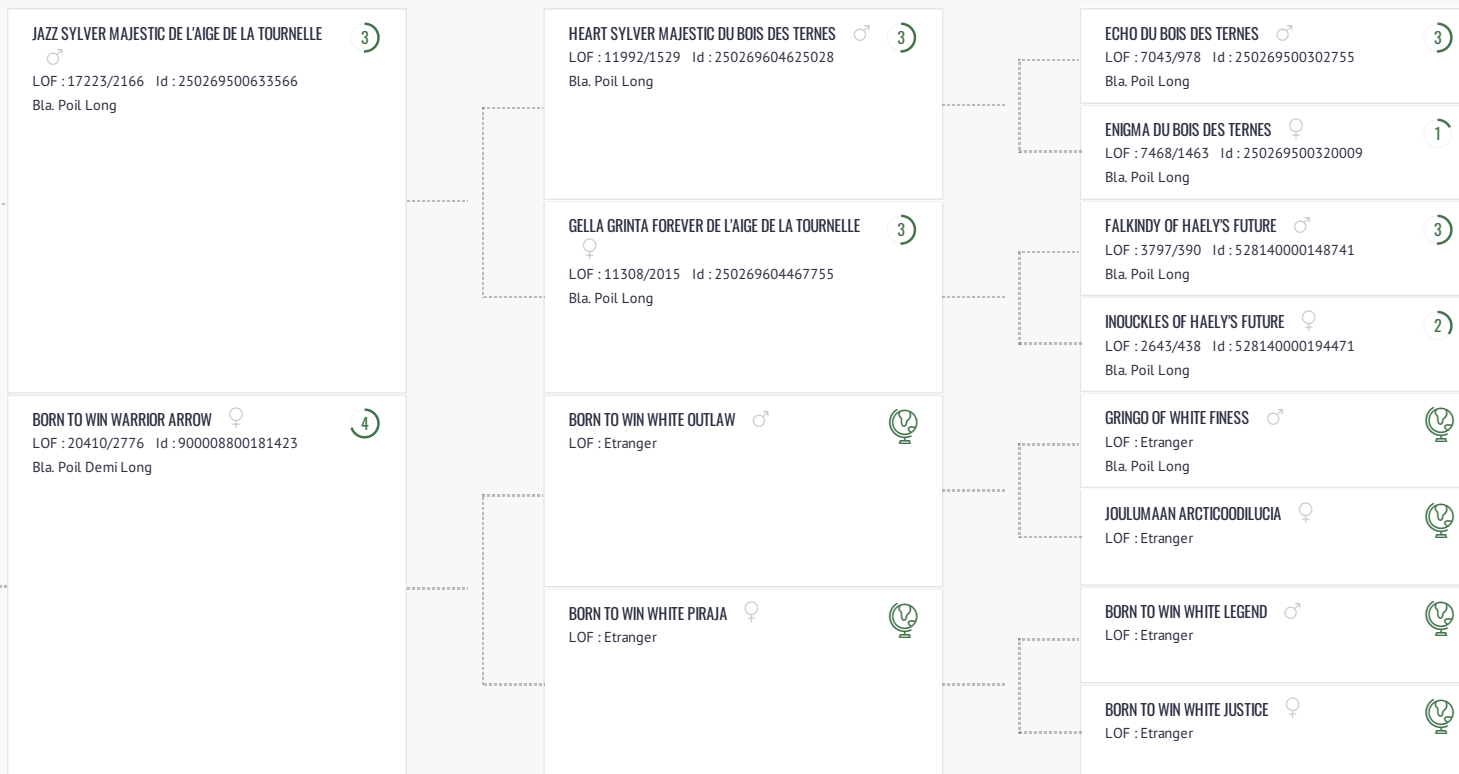 JAZZ SYLVER MAJESTIC DE L'AIGE DE LA TOURNELLE
3
LOF : 17223/2166 Id : 250269500633566
Bla. Poil Long
BORN TO WIN WARRIOR ARROW
4
LOF : 20410/2776 Id : 900008800181423
Bla. Poil Demi Long
HEART SYLVER MAJESTIC DU BOIS DES TERNES
3
LOF : 11992/1529 Id : 250269604625028
Bla. Poil Long
GELLA GRINTA FOREVER DE L'AIGE DE LA TOURNELLE
3
LOF : 11308/2015 Id : 250269604467755
Bla. Poil Long
BORN TO WIN WHITE OUTLAW
LOF : Etranger
BORN TO WIN WHITE PIRAJA
LOF : Etranger
ECHO DU BOIS DES TERNES
3
LOF : 7043/978 Id : 250269500302755
Bla. Poil Long
ENIGMA DU BOIS DES TERNES
1
LOF : 7468/1463 Id : 250269500320009
Bla. Poil Long
FALKINDY OF HAELY'S FUTURE
3
LOF : 3797/390 Id : 528140000148741
Bla. Poil Long
INOUCKLES OF HAELY'S FUTURE
2
LOF : 2643/438 Id : 528140000194471
Bla. Poil Long
GRINGO OF WHITE FINESS
LOF : Etranger
Bla. Poil Long
JOULUMAAN ARCTICOODILUCIA
LOF : Etranger
BORN TO WIN WHITE LEGEND
LOF : Etranger
BORN TO WIN WHITE JUSTICE
LOF : Etranger